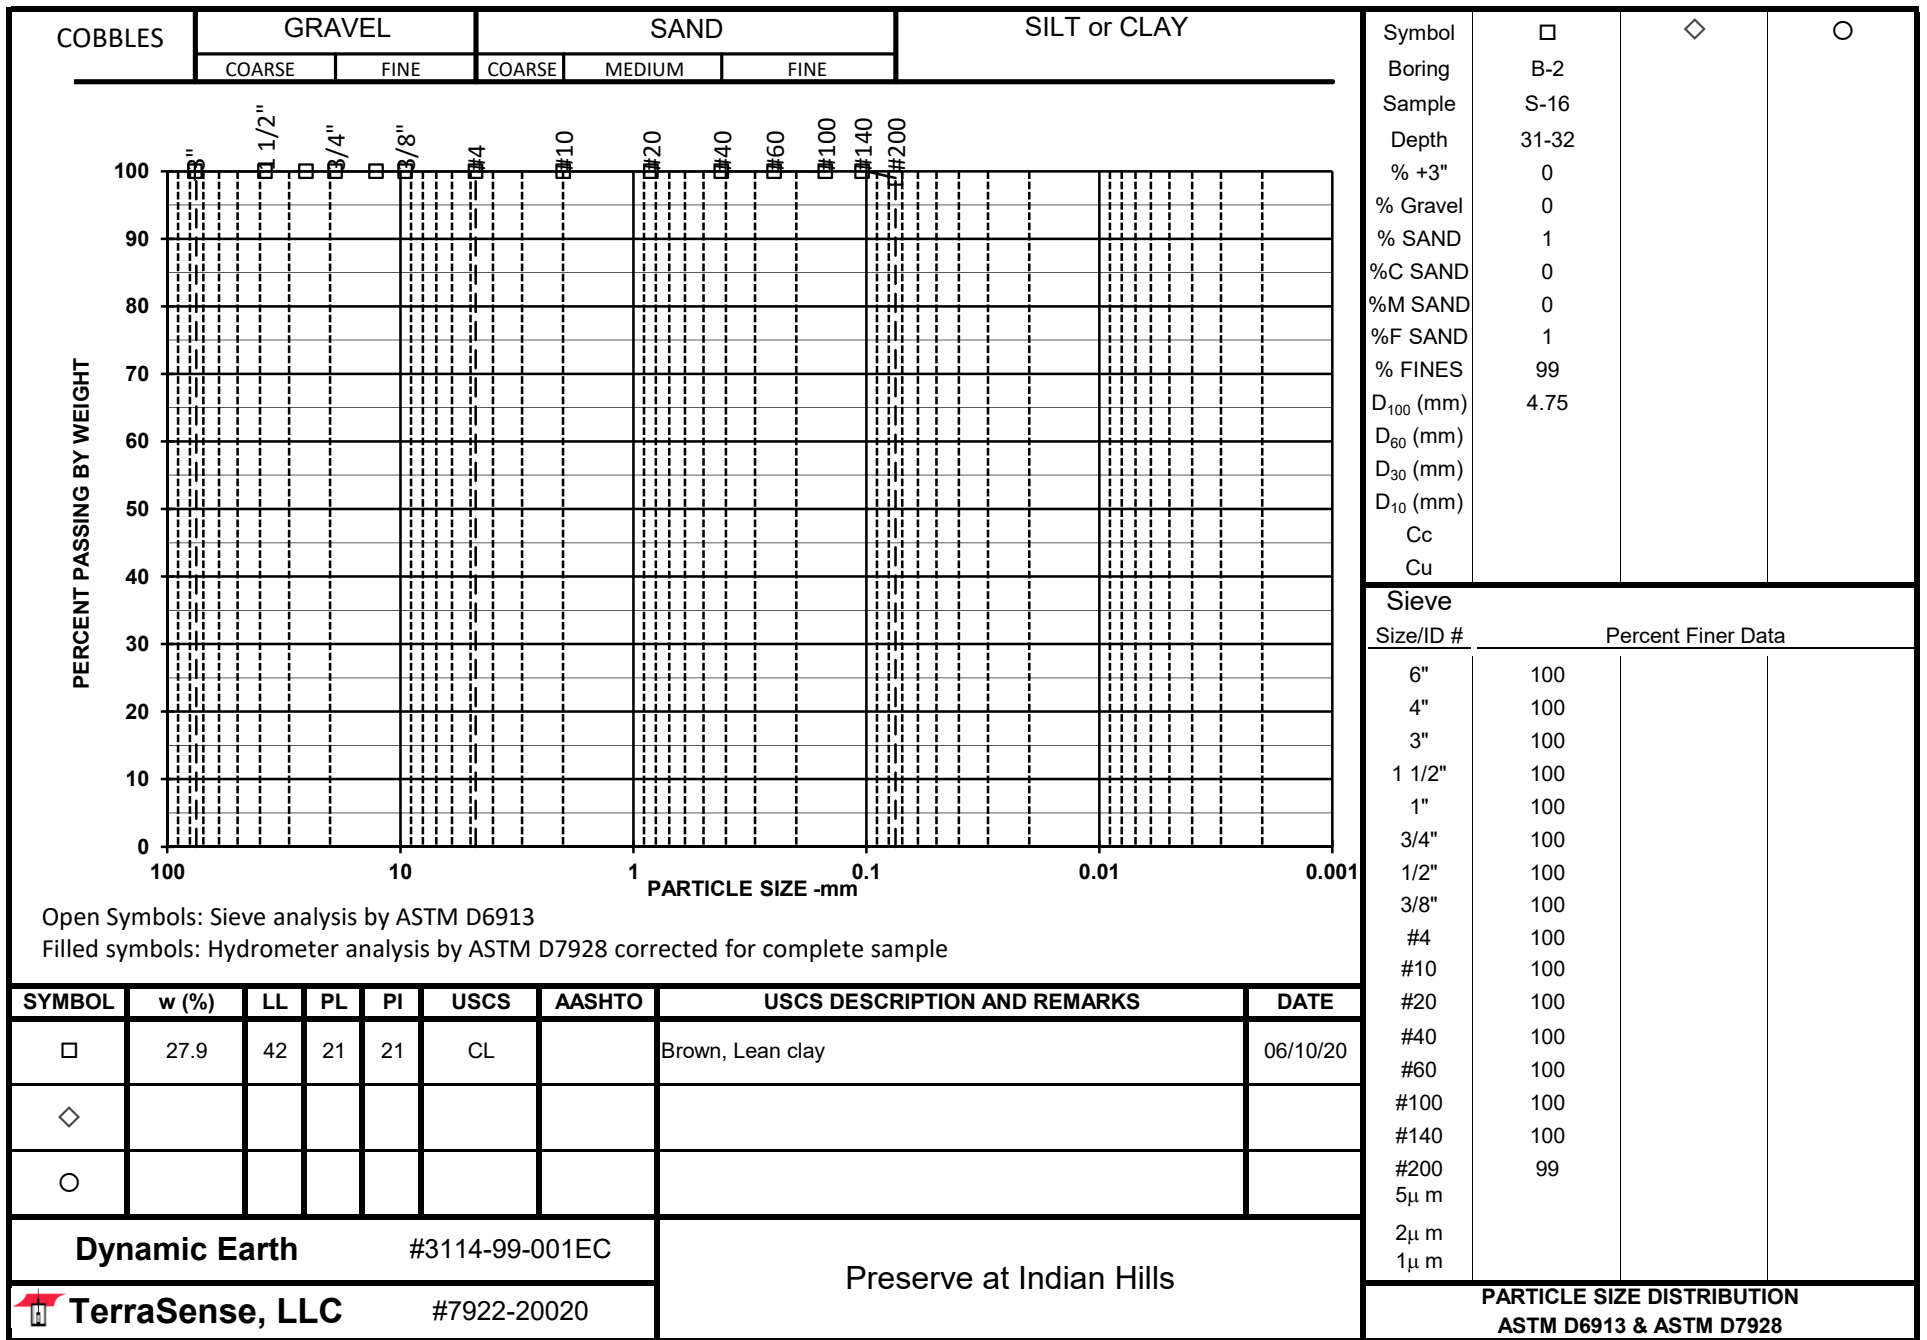 COBBLES GRAVEL SAND SILT or CLAY
COARSE FINE COARSE MEDIUM FINE
3" 1 1/2" 3/4" 3/8" #4 #10 #20 #40 #60 #100 #140 #200
100
90
80
70
60
50
40
30
20
10
0
PERCENT PASSING BY WEIGHT
100 10 1 0.1 0.01 0.001
PARTICLE SIZE -mm
Open Symbols: Sieve analysis by ASTM D6913
Filled symbols: Hydrometer analysis by ASTM D7928 corrected for complete sample
SYMBOL w (%) LL PL PI USCS AASHTO USCS DESCRIPTION AND REMARKS DATE
□ 27.9 42 21 21 CL Brown, Lean clay 06/10/20
◇
○
Dynamic Earth #3114-99-001EC
TerraSense, LLC #7922-20020
Preserve at Indian Hills
Symbol □ ◇ ○
Boring B-2
Sample S-16
Depth 31-32
% +3" 0
% Gravel 0
% SAND 1
%C SAND 0
%M SAND 0
%F SAND 1
% FINES 99
D100 (mm) 4.75
D60 (mm)
D30 (mm)
D10 (mm)
Cc
Cu
Sieve
Size/ID # Percent Finer Data
6" 100
4" 100
3" 100
1 1/2" 100
1" 100
3/4" 100
1/2" 100
3/8" 100
#4 100
#10 100
#20 100
#40 100
#60 100
#100 100
#140 100
#200 99
5μ m
2μ m
1μ m
PARTICLE SIZE DISTRIBUTION
ASTM D6913 & ASTM D7928